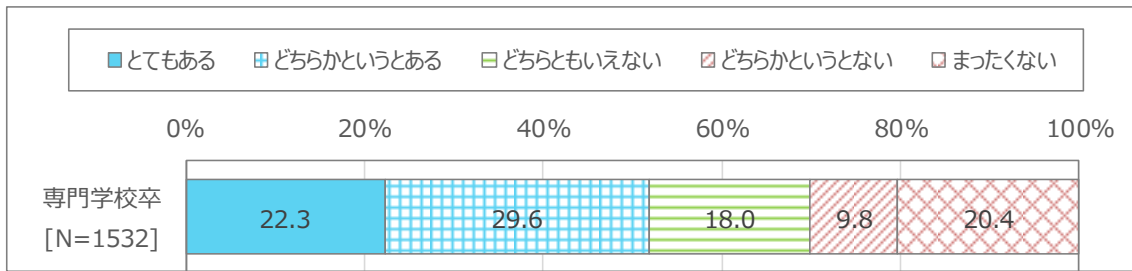 とてもある どちらかというとある どちらともいえない どちらかというとない まったくない
0% 20% 40% 60% 80% 100%
専門学校卒
[N=1532]
22.3 29.6 18.0 9.8 20.4